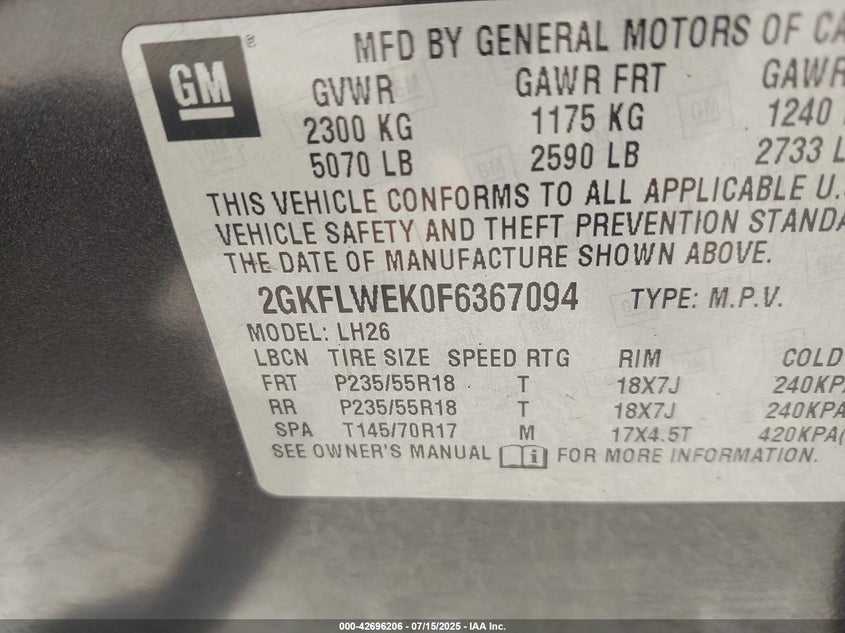 GM
MFD BY GENERAL MOTORS OF CA
GVWR GAWR FRT GAWR
2300 KG 1175 KG 1240
5070 LB 2590 LB 2733 L
THIS VEHICLE CONFORMS TO ALL APPLICABLE U.S
VEHICLE SAFETY AND THEFT PREVENTION STANDA
THE DATE OF MANUFACTURE SHOWN ABOVE.
2GKFLWEK0F6367094 TYPE: M.P.V.
MODEL: LH26
LBCN TIRE SIZE SPEED RTG RIM COLD
FRT P235/55R18 T 18X7J 240KPA
RR P235/55R18 T 18X7J 240KPA
SPA T145/70R17 M 17X4.5T 420KPA(
SEE OWNER'S MANUAL i FOR MORE INFORMATION.
000-42696206 - 07/15/2025 - IAA Inc.